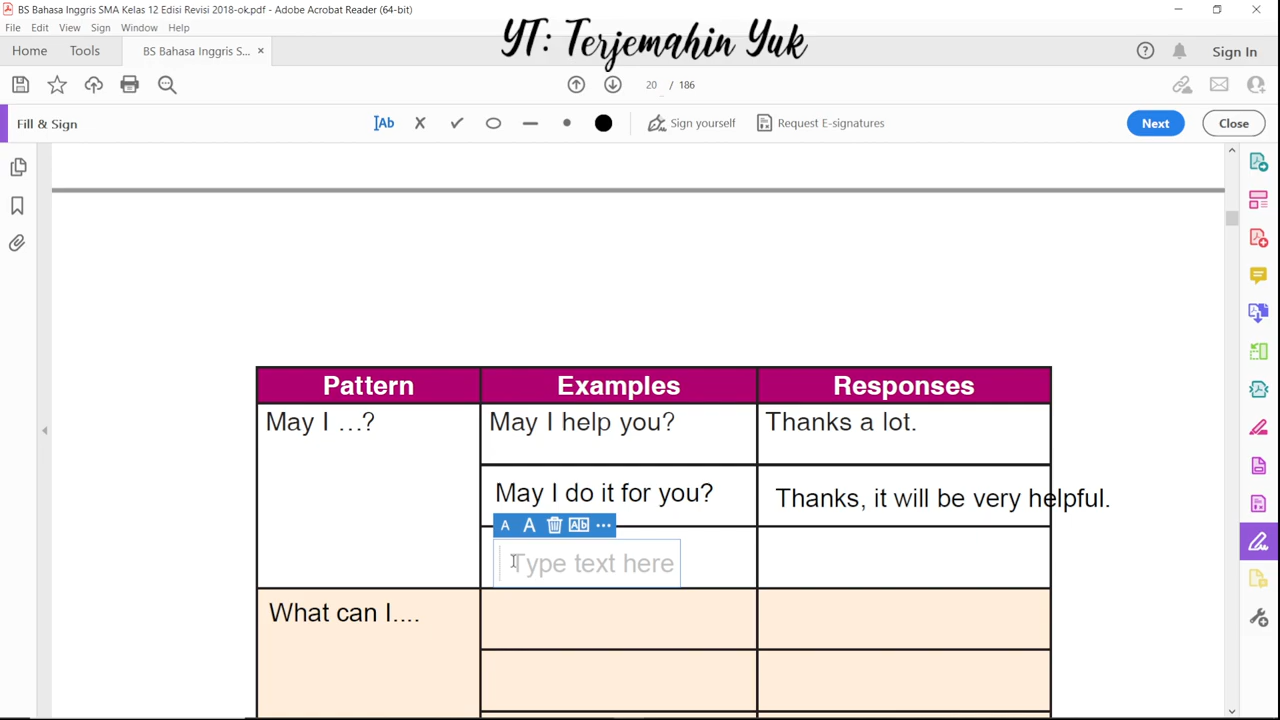 BS Bahasa Inggris SMA Kelas 12 Edisi Revisi 2018-ok.pdf - Adobe Acrobat Reader (64-bit)
File Edit View Sign Window Help
YT: Terjemahin Yuk
Home Tools BS Bahasa Inggris S... × Sign In
20 / 186
Fill & Sign Ab Sign yourself Request E-signatures Next Close
Pattern Examples Responses
May I ...? May I help you? Thanks a lot.
May I do it for you? Thanks, it will be very helpful.
A A Ab ...
Type text here
What can I....